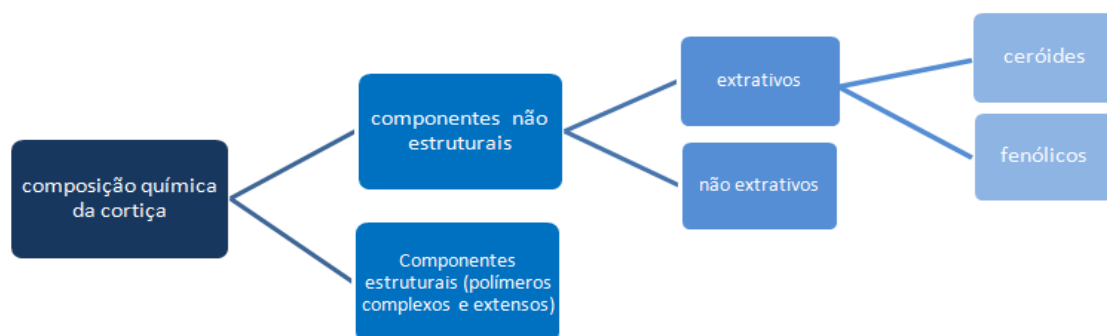 composição química
da cortiça
componentes não
estruturais
Componentes
estruturais (polímeros
complexos e extensos)
extrativos
não extrativos
ceróides
fenólicos